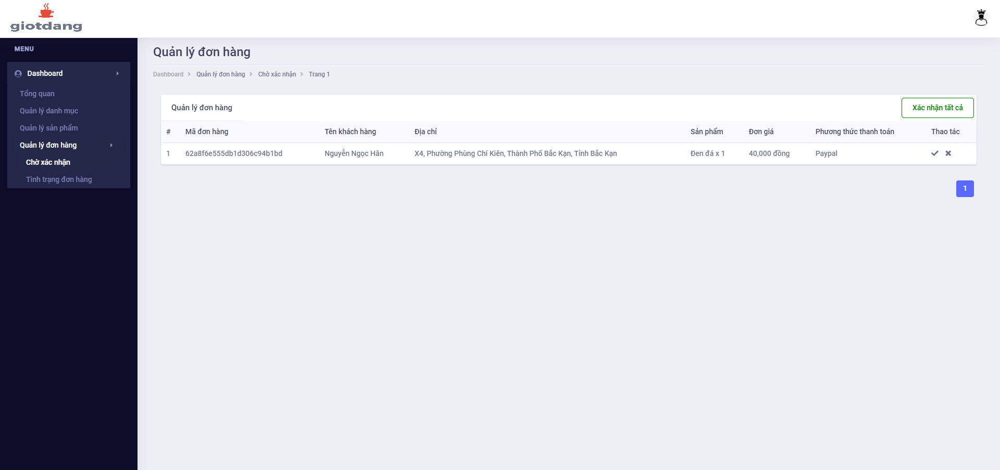 giotdang
MENU
Dashboard
Tổng quan
Quản lý danh mục
Quản lý sản phẩm
Quản lý đơn hàng
Chờ xác nhận
Tình trạng đơn hàng
Quản lý đơn hàng
Dashboard > Quản lý đơn hàng > Chờ xác nhận > Trang 1
Quản lý đơn hàng
Xác nhận tất cả
# Mã đơn hàng Tên khách hàng Địa chỉ Sản phẩm Đơn giá Phương thức thanh toán Thao tác
1 62a8f6e555db1d306c94b1bd Nguyễn Ngọc Hân X4, Phường Phùng Chí Kiên, Thành Phố Bắc Kạn, Tỉnh Bắc Kạn Đen đá x 1 40,000 đồng Paypal
1